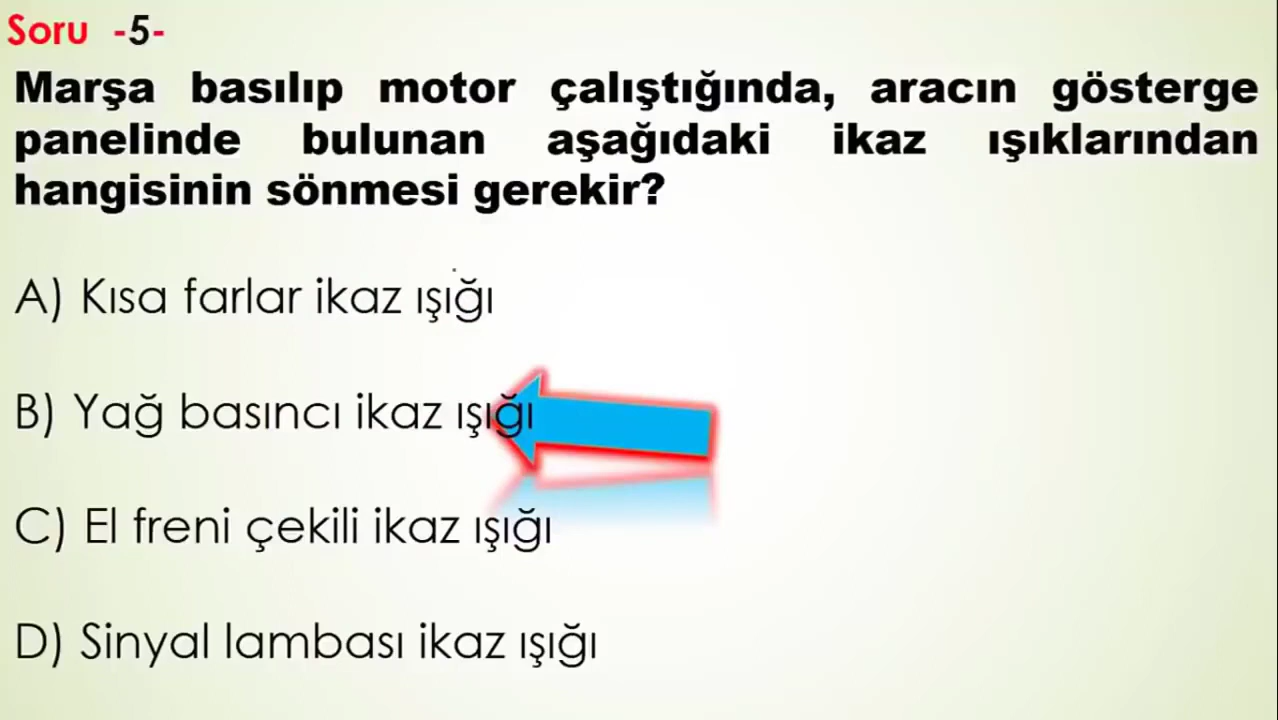 Soru -5-
Marşa basılıp motor çalıştığında, aracın gösterge
panelinde bulunan aşağıdaki ikaz ışıklarından
hangisinin sönmesi gerekir?
A) Kısa farlar ikaz ışığı
B) Yağ basıncı ikaz ışığı
C) El freni çekili ikaz ışığı
D) Sinyal lambası ikaz ışığı